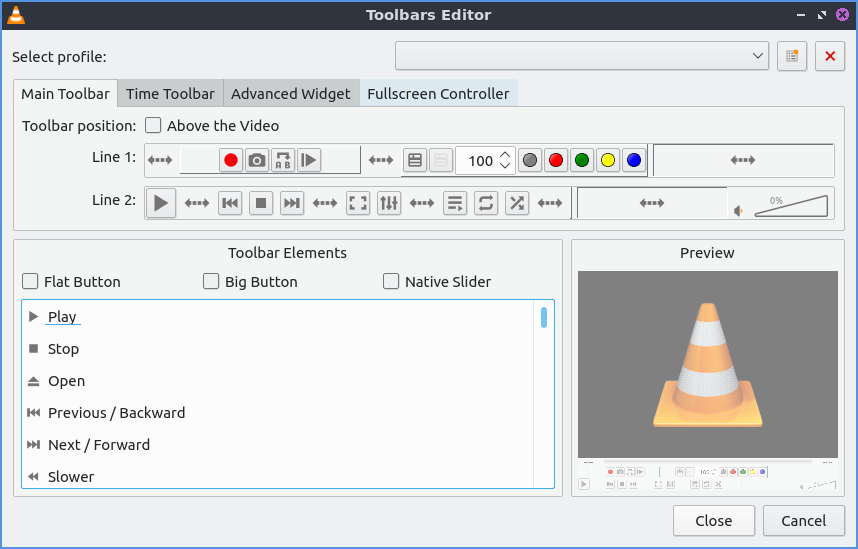 Toolbars Editor
Select profile:
Main Toolbar Time Toolbar Advanced Widget Fullscreen Controller
Toolbar position: Above the Video
Line 1: A B 100
Line 2: 0%
Toolbar Elements
Flat Button Big Button Native Slider
Play
Stop
Open
Previous / Backward
Next / Forward
Slower
Preview
Close Cancel